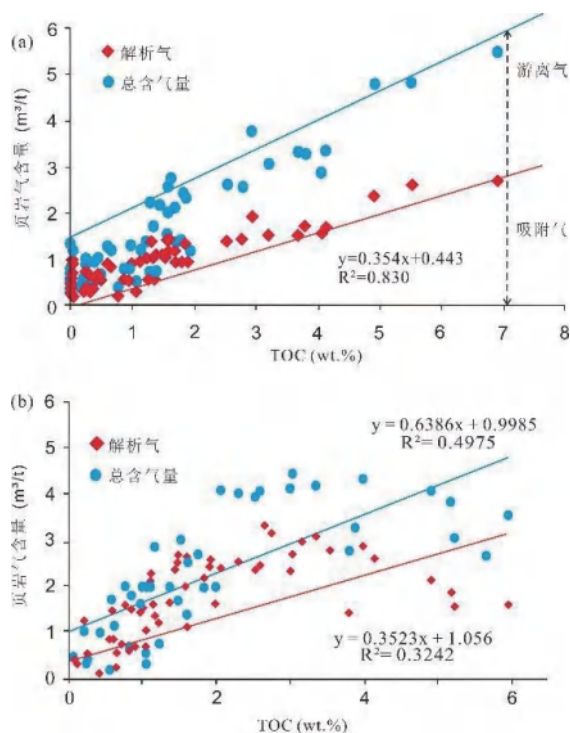 (a)
6
5
4
3
2
1
0
页岩气含量 (m³/t)
解析气
总含气量
游离气
吸附气
y=0.354x+0.443
R²=0.830
0 1 2 3 4 5 6 7 8
TOC (wt.%)
(b)
6
5
4
3
2
1
0
页岩气含量 (m³/t)
解析气
总含气量
y = 0.6386x + 0.9985
R²= 0.4975
y = 0.3523x + 1.056
R²= 0.3242
0 1 2 3 4 5 6
TOC (wt.%)